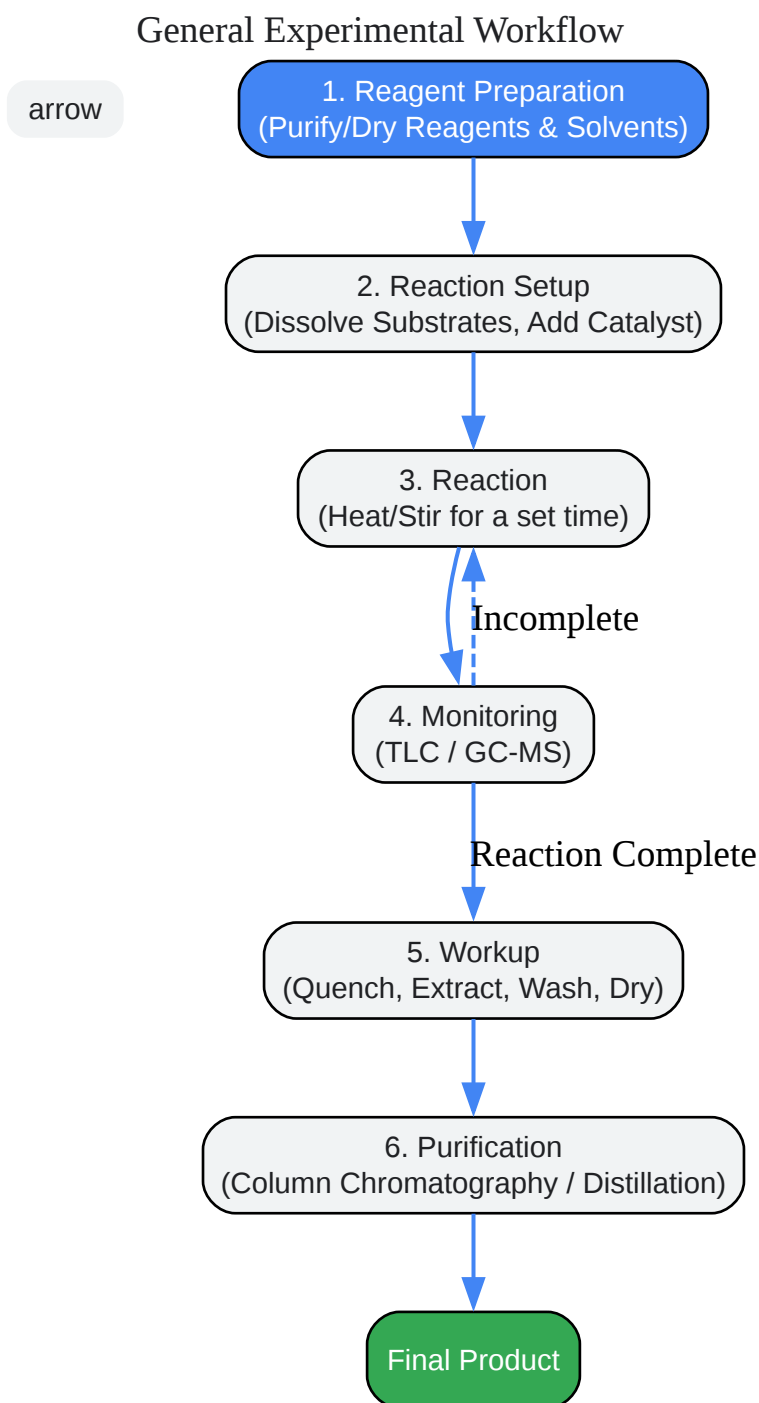 General Experimental Workflow
arrow
1. Reagent Preparation
(Purify/Dry Reagents & Solvents)
2. Reaction Setup
(Dissolve Substrates, Add Catalyst)
3. Reaction
(Heat/Stir for a set time)
Incomplete
4. Monitoring
(TLC / GC-MS)
Reaction Complete
5. Workup
(Quench, Extract, Wash, Dry)
6. Purification
(Column Chromatography / Distillation)
Final Product